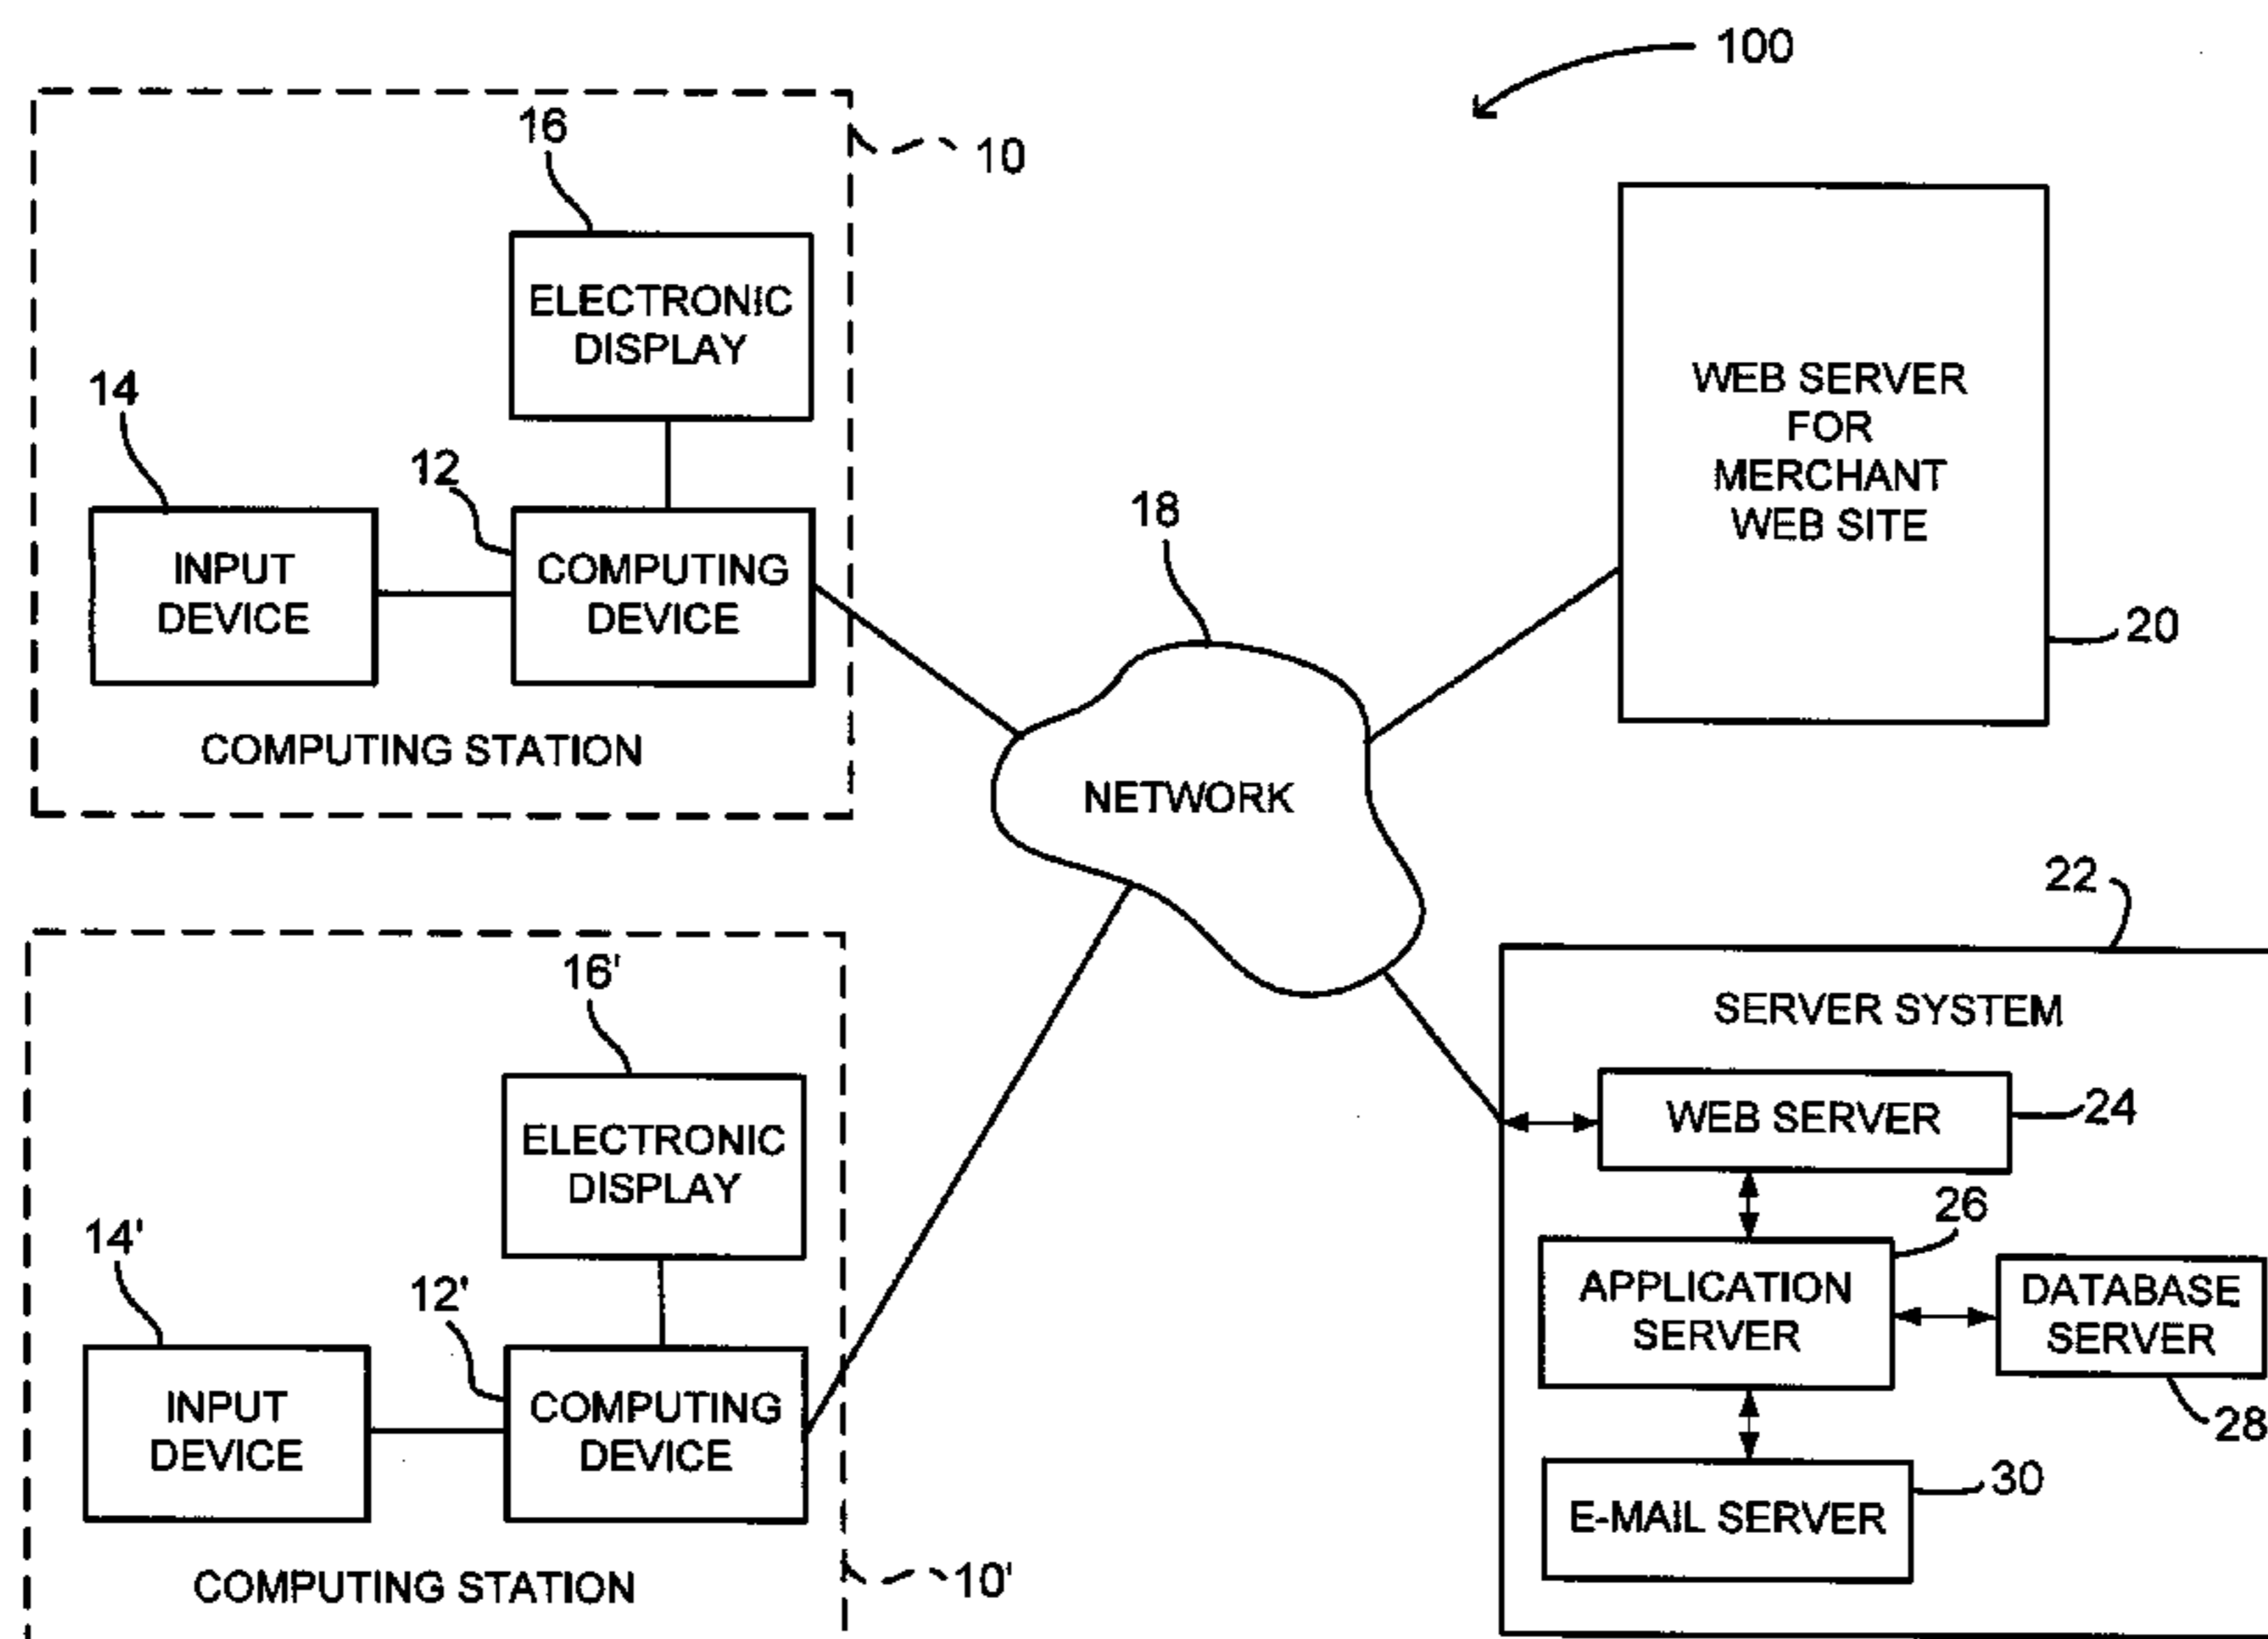 100
10
16
ELECTRONIC
DISPLAY
14
12
INPUT
DEVICE
COMPUTING
DEVICE
COMPUTING STATION
18
NETWORK
WEB SERVER
FOR
MERCHANT
WEB SITE
20
10'
16'
ELECTRONIC
DISPLAY
14'
12'
INPUT
DEVICE
COMPUTING
DEVICE
COMPUTING STATION
22
SERVER SYSTEM
WEB SERVER
24
26
APPLICATION
SERVER
DATABASE
SERVER
28
E-MAIL SERVER
30